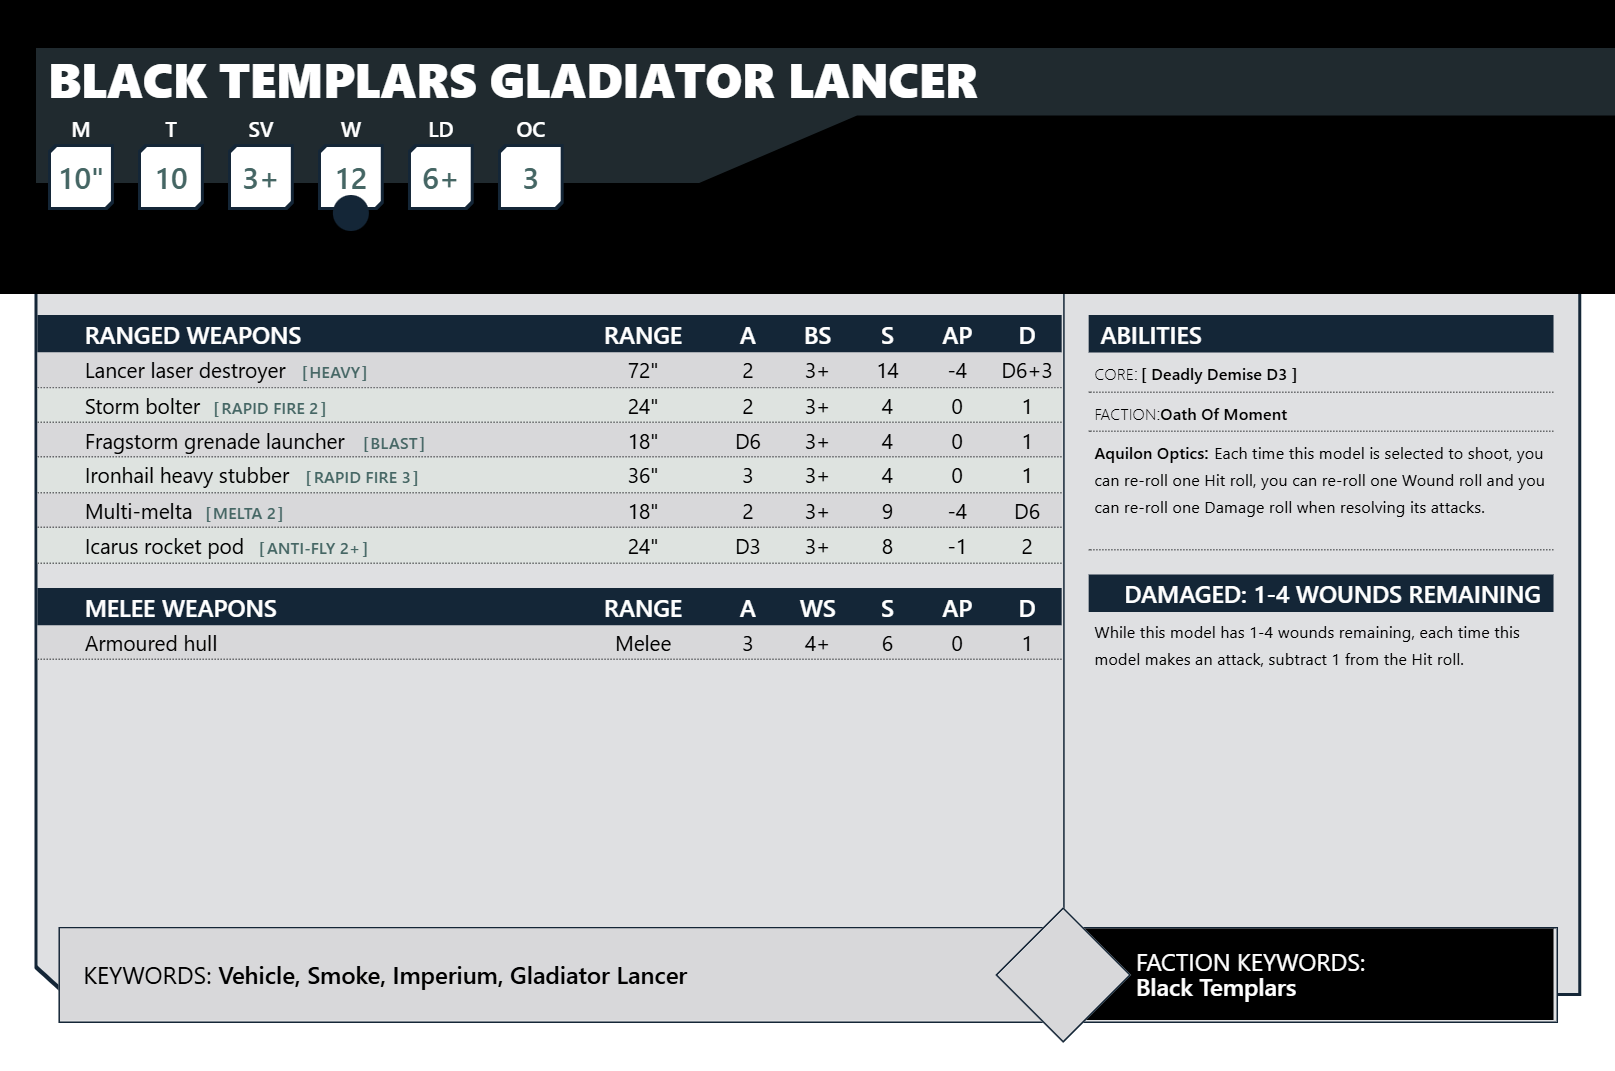 BLACK TEMPLARS GLADIATOR LANCER
M T SV W LD OC
10" 10 3+ 12 6+ 3
RANGED WEAPONS RANGE A BS S AP D
Lancer laser destroyer [HEAVY] 72" 2 3+ 14 -4 D6+3
Storm bolter [RAPID FIRE 2] 24" 2 3+ 4 0 1
Fragstorm grenade launcher [BLAST] 18" D6 3+ 4 0 1
Ironhail heavy stubber [RAPID FIRE 3] 36" 3 3+ 4 0 1
Multi-melta [MELTA 2] 18" 2 3+ 9 -4 D6
Icarus rocket pod [ANTI-FLY 2+] 24" D3 3+ 8 -1 2
MELEE WEAPONS RANGE A WS S AP D
Armoured hull Melee 3 4+ 6 0 1
ABILITIES
CORE: [ Deadly Demise D3 ]
FACTION:Oath Of Moment
Aquilon Optics: Each time this model is selected to shoot, you
can re-roll one Hit roll, you can re-roll one Wound roll and you
can re-roll one Damage roll when resolving its attacks.
DAMAGED: 1-4 WOUNDS REMAINING
While this model has 1-4 wounds remaining, each time this
model makes an attack, subtract 1 from the Hit roll.
KEYWORDS: Vehicle, Smoke, Imperium, Gladiator Lancer
FACTION KEYWORDS:
Black Templars